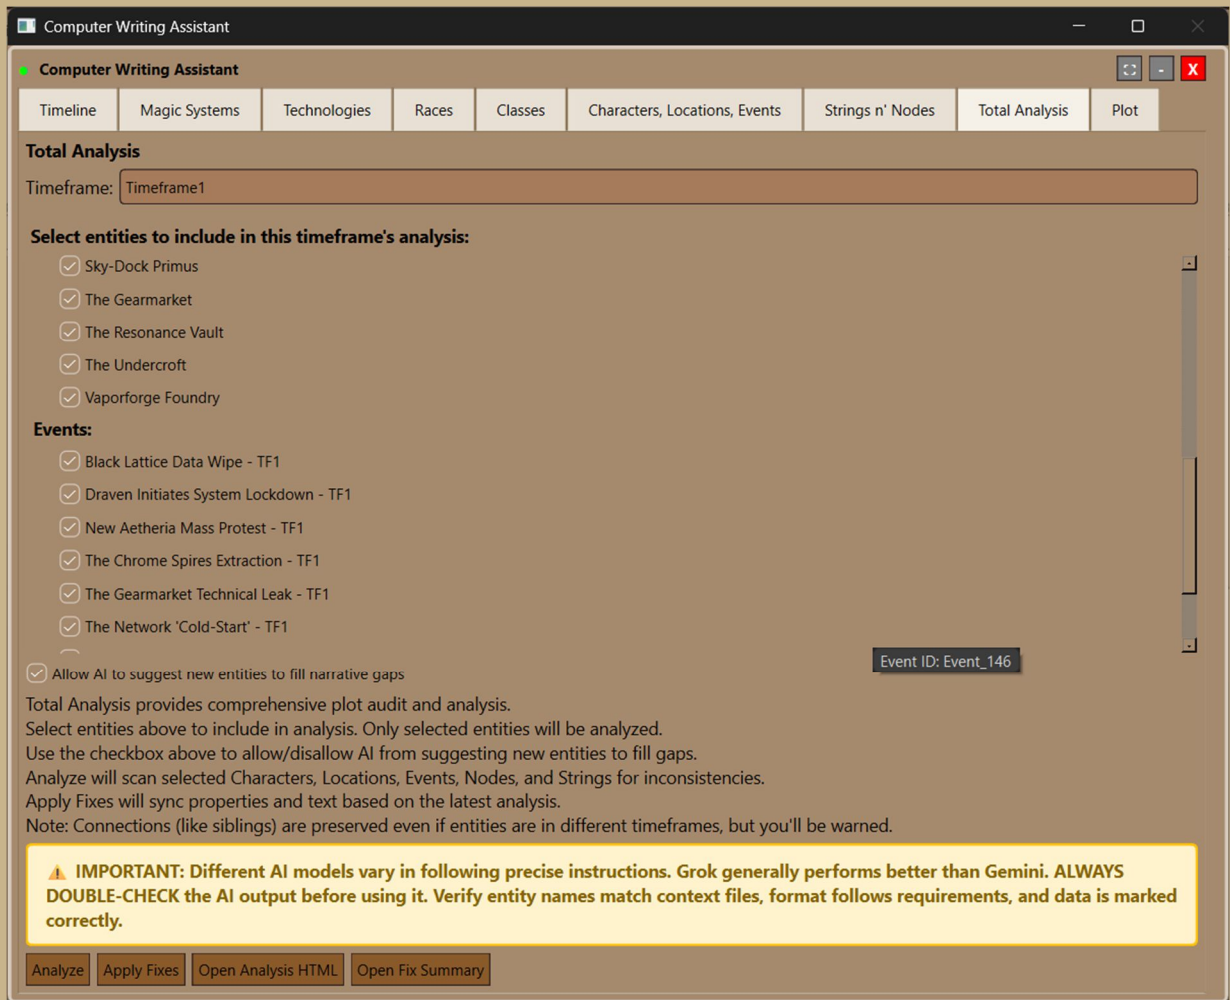 Computer Writing Assistant
Computer Writing Assistant
- X
Timeline Magic Systems Technologies Races Classes Characters, Locations, Events Strings n' Nodes Total Analysis Plot
Total Analysis
Timeframe: Timeframe1
Select entities to include in this timeframe's analysis:
Sky-Dock Primus
The Gearmarket
The Resonance Vault
The Undercroft
Vaporforge Foundry
Events:
Black Lattice Data Wipe - TF1
Draven Initiates System Lockdown - TF1
New Aetheria Mass Protest - TF1
The Chrome Spires Extraction - TF1
The Gearmarket Technical Leak - TF1
The Network 'Cold-Start' - TF1
Event ID: Event_146
Allow AI to suggest new entities to fill narrative gaps
Total Analysis provides comprehensive plot audit and analysis.
Select entities above to include in analysis. Only selected entities will be analyzed.
Use the checkbox above to allow/disallow AI from suggesting new entities to fill gaps.
Analyze will scan selected Characters, Locations, Events, Nodes, and Strings for inconsistencies.
Apply Fixes will sync properties and text based on the latest analysis.
Note: Connections (like siblings) are preserved even if entities are in different timeframes, but you'll be warned.
⚠ IMPORTANT: Different AI models vary in following precise instructions. Grok generally performs better than Gemini. ALWAYS
DOUBLE-CHECK the AI output before using it. Verify entity names match context files, format follows requirements, and data is marked
correctly.
Analyze Apply Fixes Open Analysis HTML Open Fix Summary